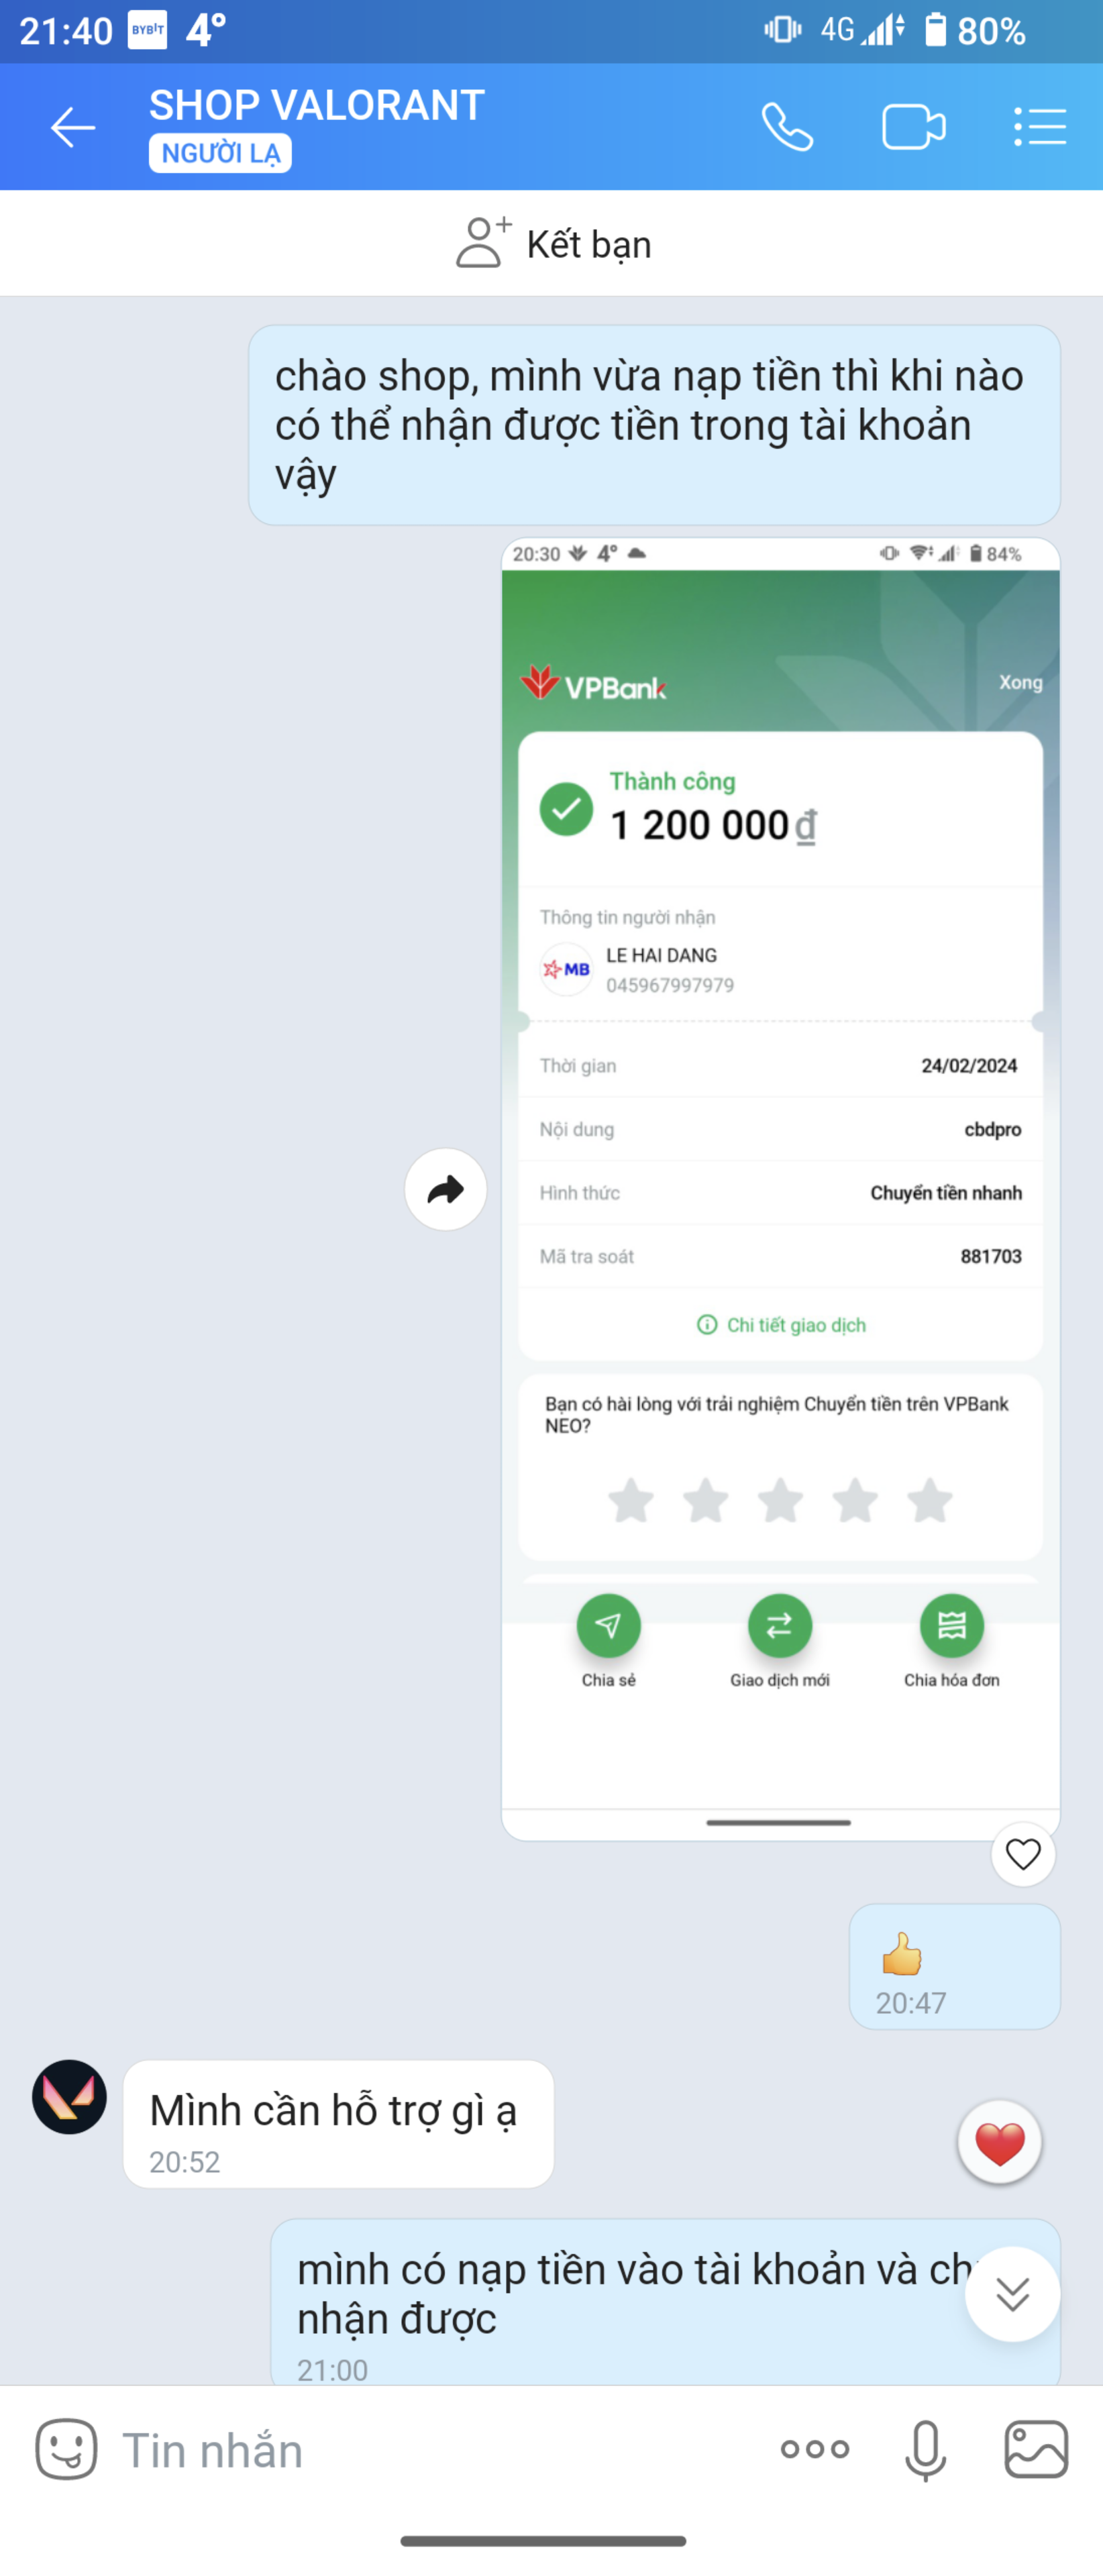 21:40 BYBIT 4° 4G 80%
SHOP VALORANT
NGƯỜI LẠ
Kết bạn
chào shop, mình vừa nạp tiền thì khi nào
có thể nhận được tiền trong tài khoản
vậy
20:30 4° 84%
VPBank
Xong
Thành công
1 200 000 đ
Thông tin người nhận
MB
LE HAI DANG
045967997979
Thời gian 24/02/2024
Nội dung cbdpro
Hình thức Chuyển tiền nhanh
Mã tra soát 881703
Chi tiết giao dịch
Bạn có hài lòng với trải nghiệm Chuyển tiền trên VPBank
NEO?
Chia sẻ Giao dịch mới Chia hóa đơn
20:47
Mình cần hỗ trợ gì ạ
20:52
mình có nạp tiền vào tài khoản và
nhận được
21:00
Tin nhắn